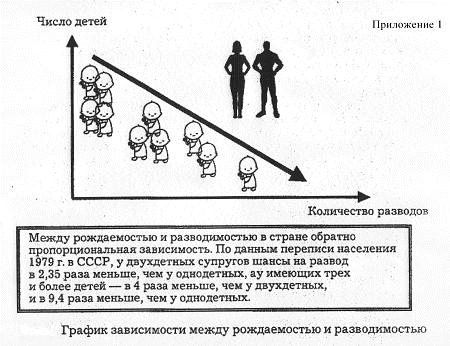 Число детей
Приложение 1
Количество разводов
Между рождаемостью и разводимостью в стране обратно
пропорциональная зависимость. По данным переписи населения
1979 г. в СССР, у двухдетных супругов шансы на развод
в 2,35 раза меньше, чем у однодетных, ау имеющих трех
и более детей — в 4 раза меньше, чем у двухдетных,
и в 9,4 раза меньше, чем у однодетных.
График зависимости между рождаемостью и разводимостью